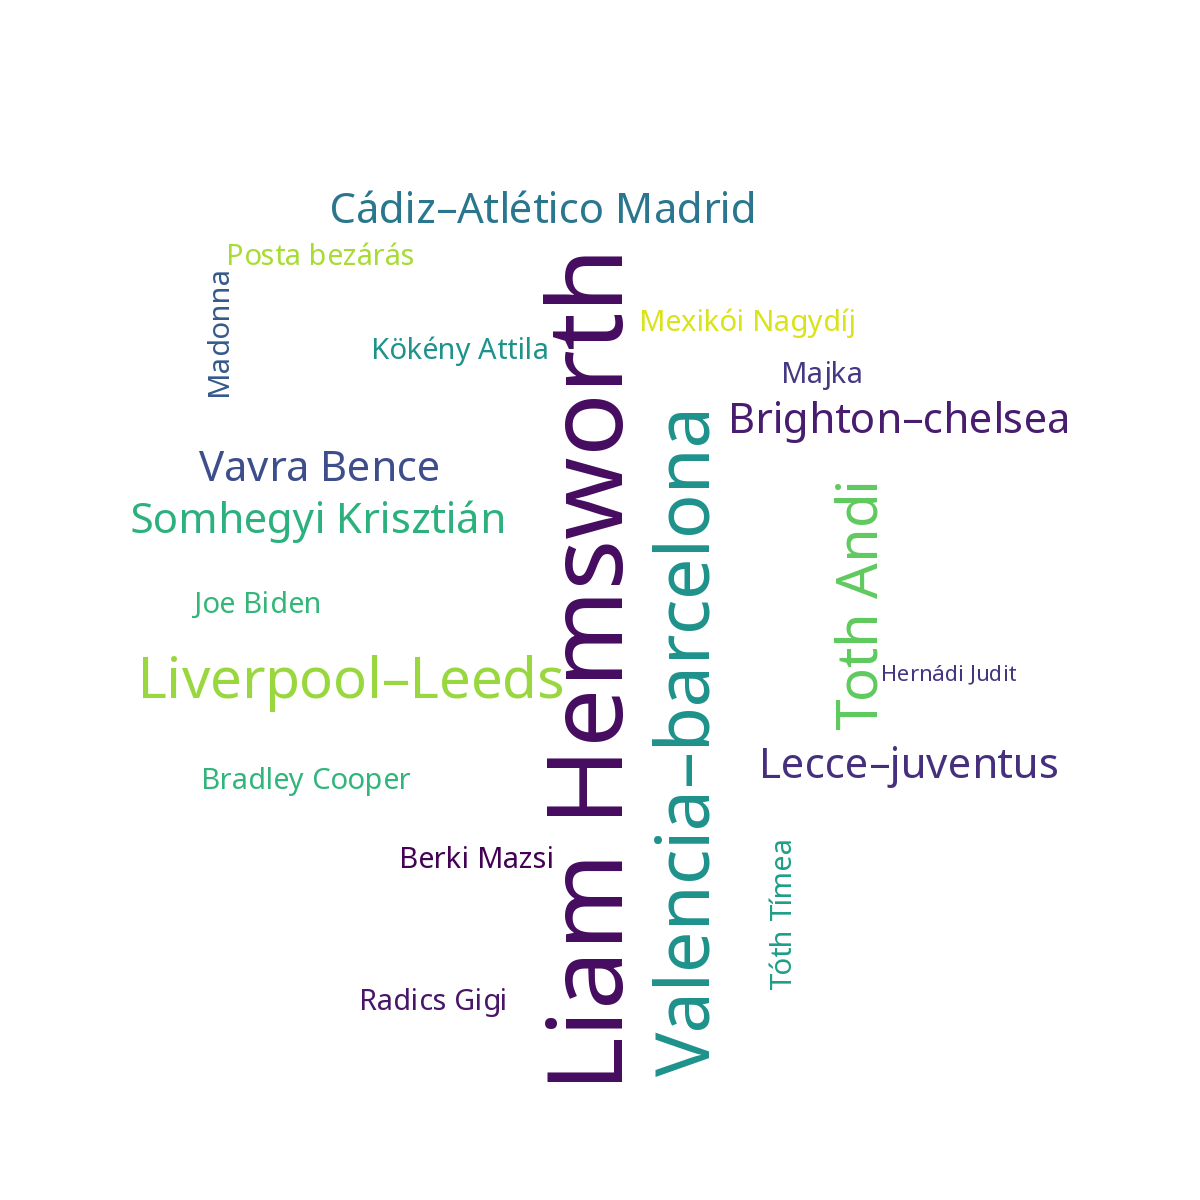 Cádiz–Atlético Madrid
Posta bezárás
Madonna
Liam Hemsworth
Mexikói Nagydíj
Kökény Attila
Majka
Brighton–chelsea
Valencia–barcelona
Vavra Bence
Somhegyi Krisztián
Toth Andi
Joe Biden
Liverpool–Leeds
Hernádi Judit
Lecce–juventus
Bradley Cooper
Berki Mazsi
Tóth Tímea
Radics Gigi